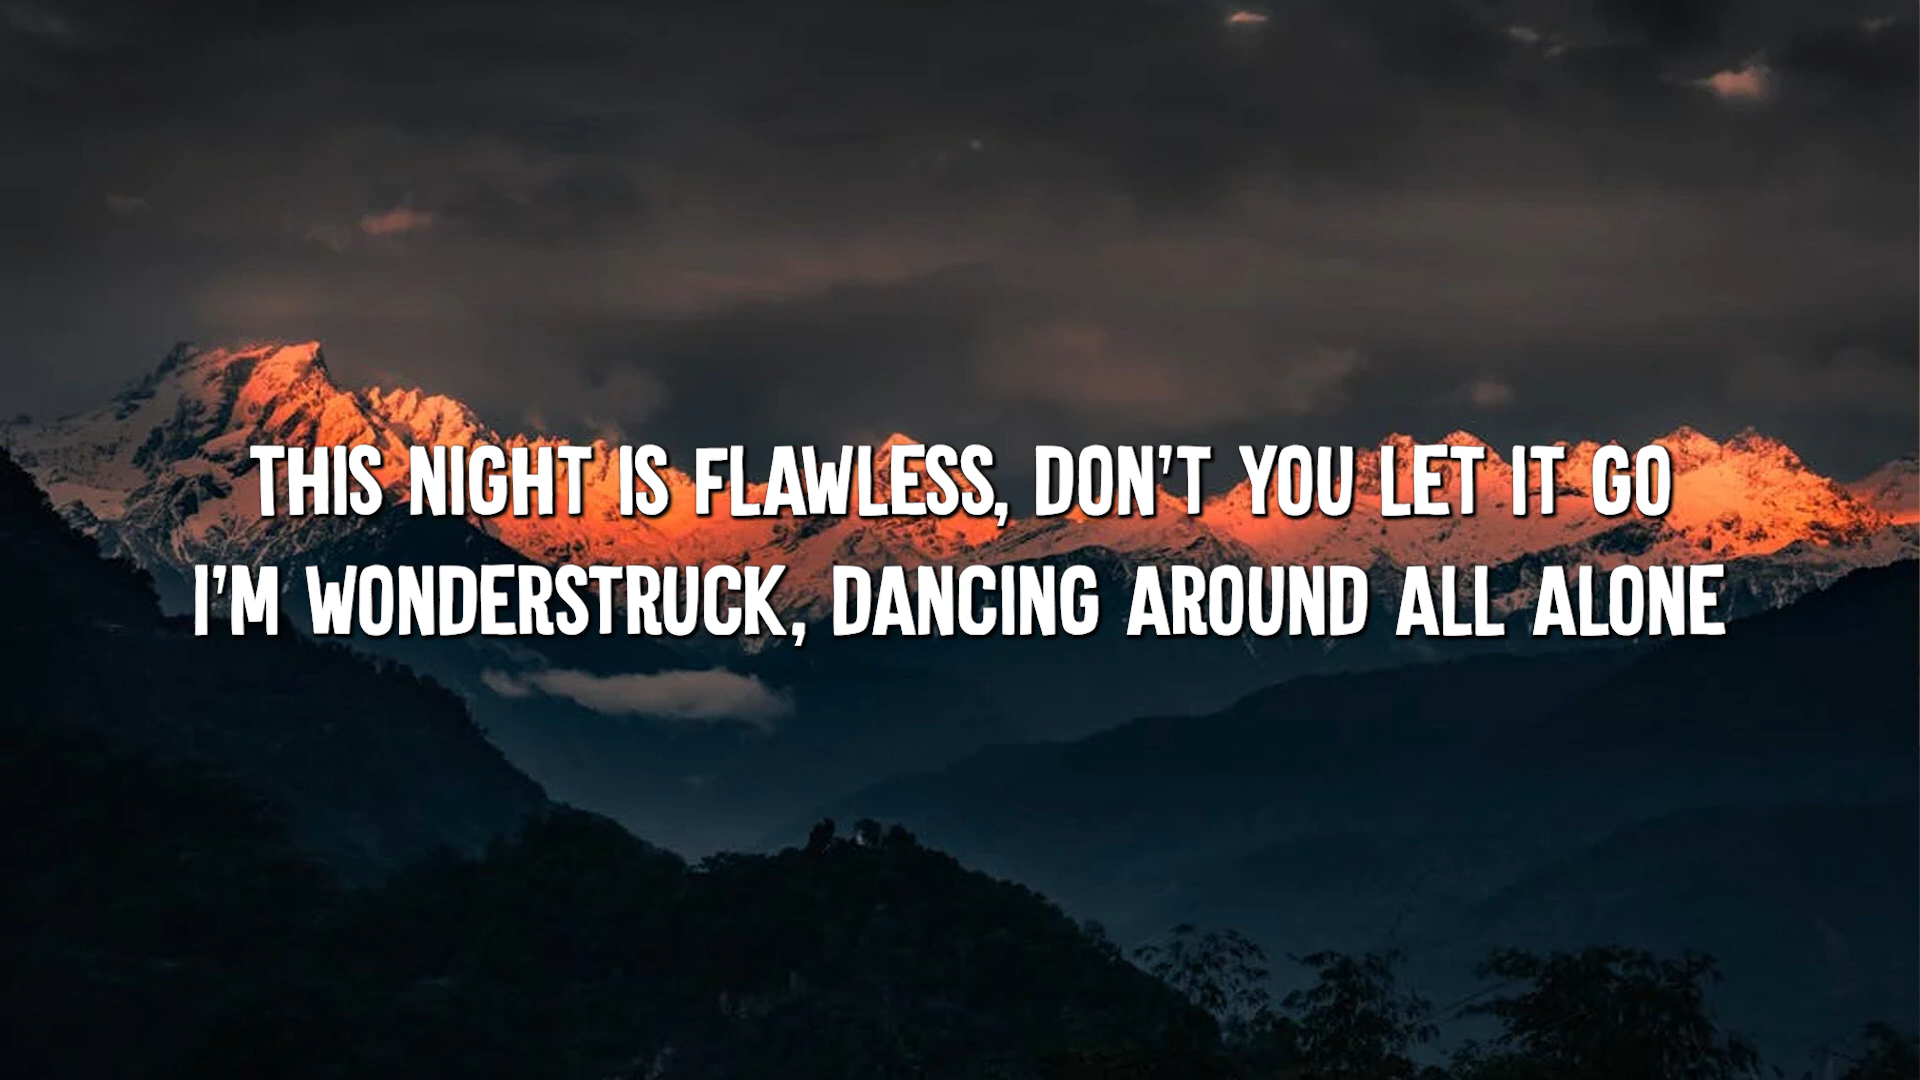 THIS NIGHT IS FLAWLESS, DON'T YOU LET IT GO
I'M WONDERSTRUCK, DANCING AROUND ALL ALONE